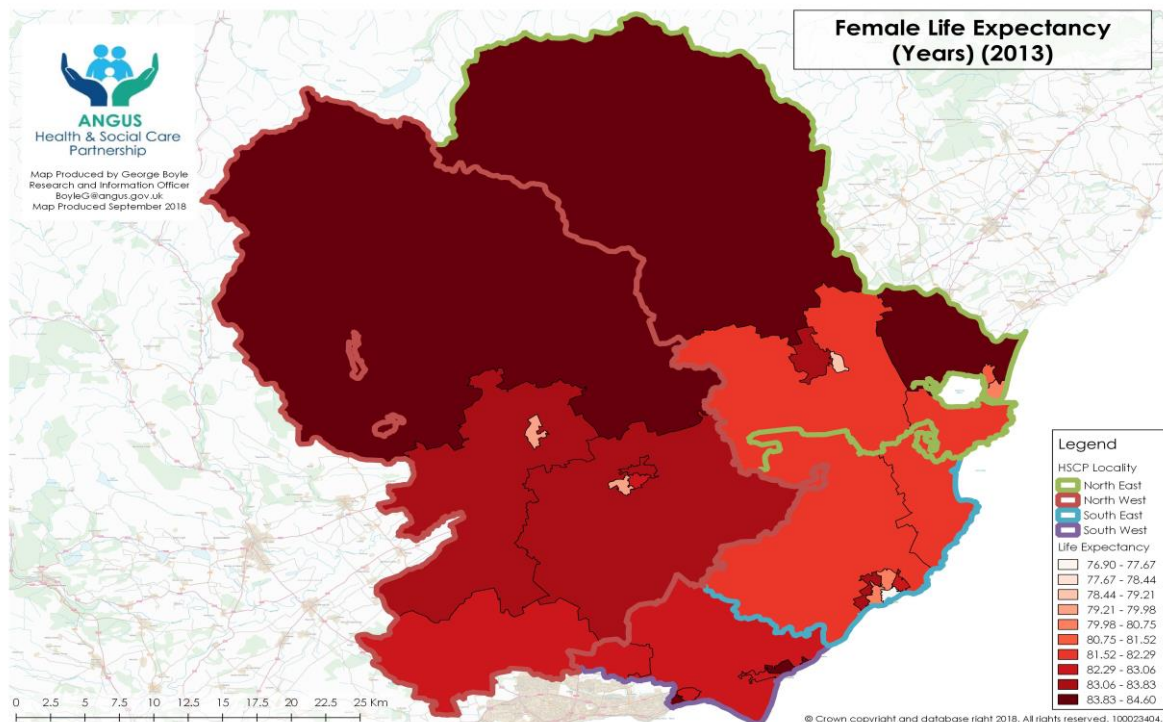 Female Life Expectancy
(Years) (2013)
ANGUS
Health & Social Care
Partnership
Map Produced by George Boyle
Research and Information Officer
BoyleG@angus.gov.uk
Map Produced September 2018
Legend
HSCP Locality
North East
North West
South East
South West
Life Expectancy
76.90 - 77.67
77.67 - 78.44
78.44 - 79.21
79.21 - 79.98
79.98 - 80.75
80.75 - 81.52
81.52 - 82.29
82.29 - 83.06
83.06 - 83.83
83.83 - 84.60
0 2.5 5 7.5 10 12.5 15 17.5 20 22.5 25 Km
© Crown copyright and database right 2018. All rights reserved. 100023404.